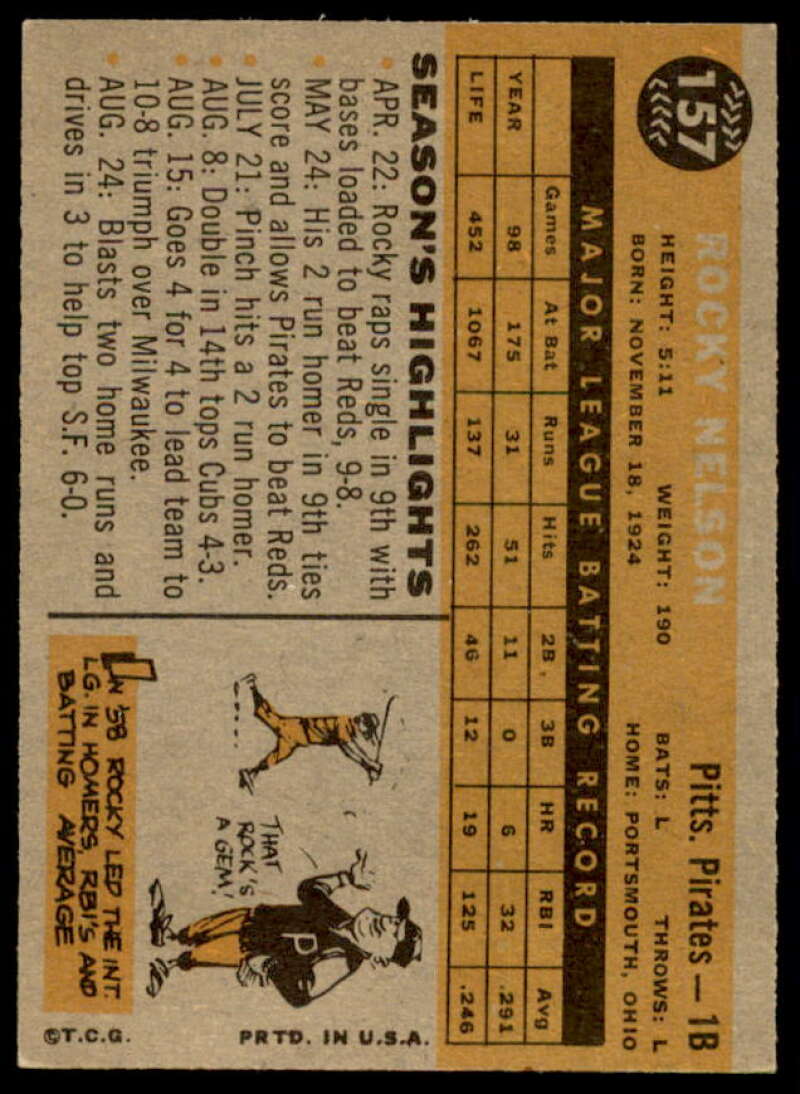 157
ROCKY NELSON
Pitts. Pirates — 1B
HEIGHT: 5:11 WEIGHT: 190 BATS: L THROWS: L
BORN: NOVEMBER 18, 1924 HOME: PORTSMOUTH, OHIO
MAJOR LEAGUE BATTING RECORD
Games At Bat Runs Hits 2B 3B HR RBI Avg
YEAR 98 175 31 51 11 0 6 32 .291
LIFE 452 1067 137 262 46 12 19 125 .246
SEASON'S HIGHLIGHTS
• APR. 22: Rocky raps single in 9th with
bases loaded to beat Reds, 9-8.
• MAY 24: His 2 run homer in 9th ties
score and allows Pirates to beat Reds.
• JULY 21: Pinch hits a 2 run homer.
• AUG. 8: Double in 14th tops Cubs 4-3.
• AUG. 15: Goes 4 for 4 to lead team to
10-8 triumph over Milwaukee.
• AUG. 24: Blasts two home runs and
drives in 3 to help top S.F. 6-0.
THAT
ROCK'S
A GEM!
P
IN '58 ROCKY LED THE INT.
LG. IN HOMERS, RBI'S AND
BATTING AVERAGE
©T.C.G. PRTD. IN U.S.A.